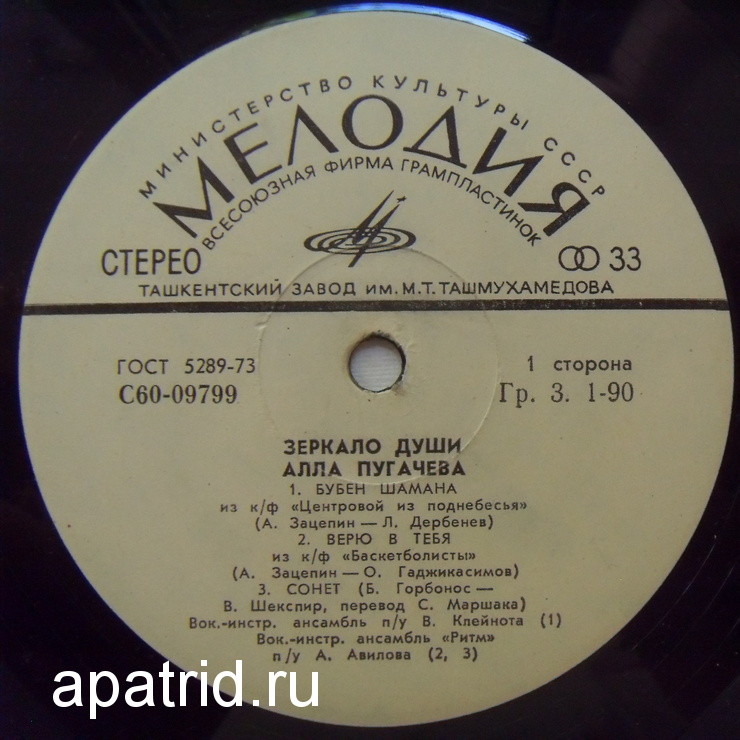 МИНИСТЕРСТВО КУЛЬТУРЫ СССР
МЕЛОДИЯ
ВСЕСОЮЗНАЯ ФИРМА ГРАМПЛАСТИНОК
СТЕРЕО 33
ТАШКЕНТСКИЙ ЗАВОД ИМ. М.Т. ТАШМУХАМЕДОВА
ГОСТ 5289-73 1 сторона
С60-09799 Гр. 3. 1-90
ЗЕРКАЛО ДУШИ
АЛЛА ПУГАЧЕВА
1. БУБЕН ШАМАНА
из к/ф «Центровой из поднебесья»
(А. Зацепин — Л. Дербенев)
2. ВЕРЮ В ТЕБЯ
из к/ф «Баскетболисты»
(А. Зацепин — О. Гаджикасимов)
3. СОНЕТ (Б. Горбонос —
В. Шекспир, перевод С. Маршака)
Вок.-инстр. ансамбль п/у В. Клейнота (1)
Вок.-инстр. ансамбль «Ритм»
п/у А. Авилова (2, 3)
apatrid.ru